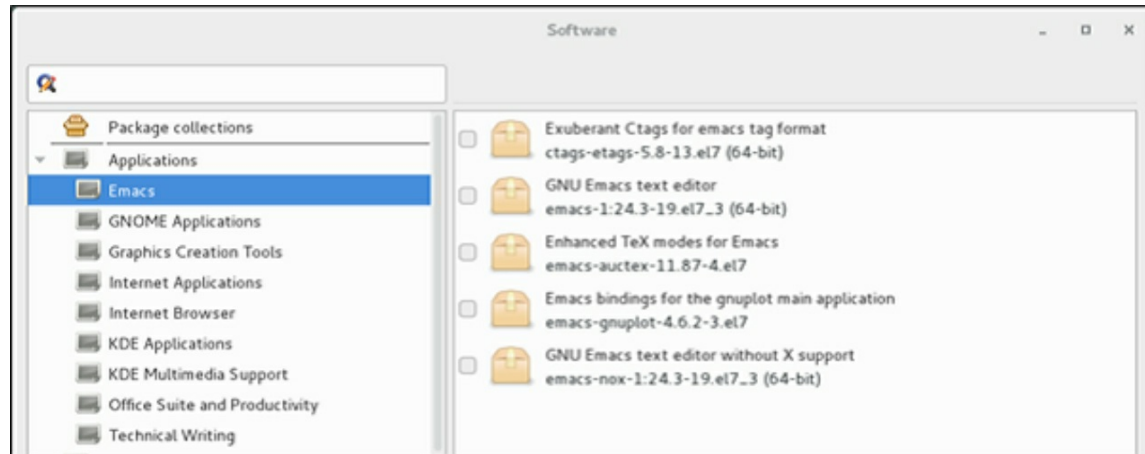 Software
Package collections
Applications
Emacs
GNOME Applications
Graphics Creation Tools
Internet Applications
Internet Browser
KDE Applications
KDE Multimedia Support
Office Suite and Productivity
Technical Writing
Exuberant Ctags for emacs tag format
ctags-etags-5.8-13.el7 (64-bit)
GNU Emacs text editor
emacs-1:24.3-19.el7_3 (64-bit)
Enhanced TeX modes for Emacs
emacs-auctex-11.87-4.el7
Emacs bindings for the gnuplot main application
emacs-gnuplot-4.6.2-3.el7
GNU Emacs text editor without X support
emacs-nox-1:24.3-19.el7_3 (64-bit)